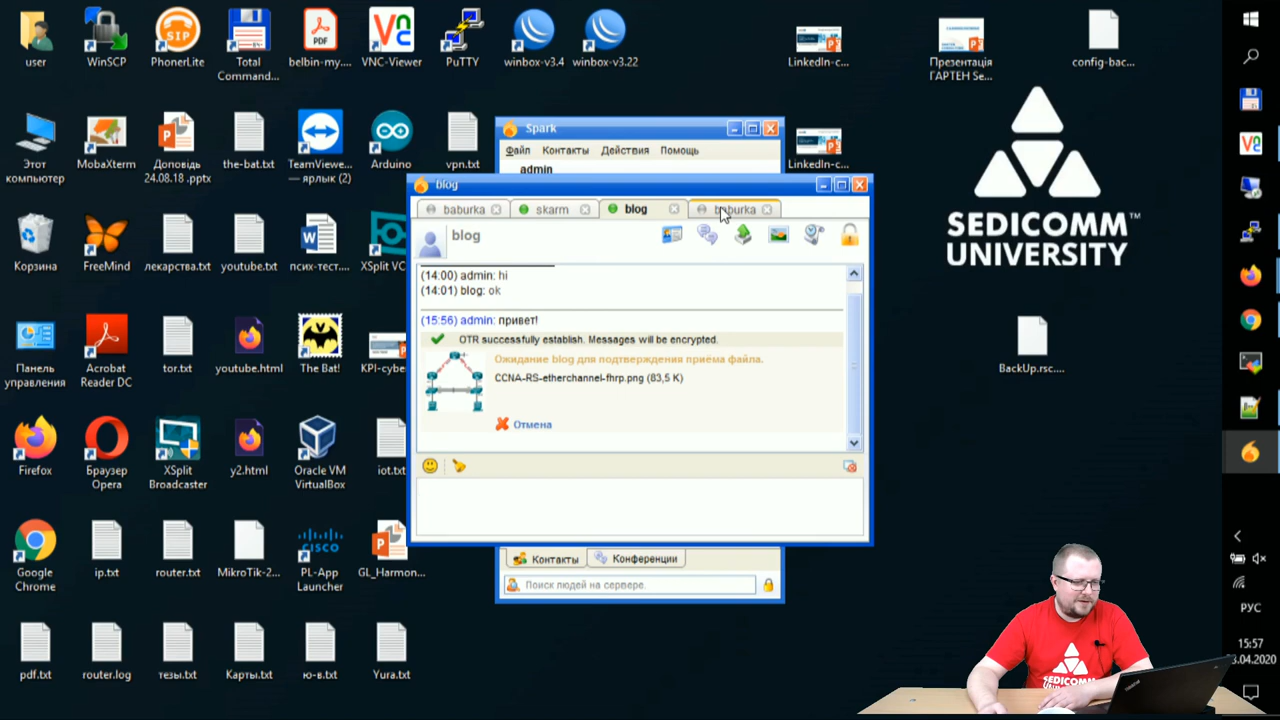 user
WinSCP
PhonerLite
Total
Command...
belbin-my....
VNC-Viewer
PuTTY
winbox-v3.4
winbox-v3.22
LinkedIn-c...
Презентація
ГАРТЕН Se...
config-bac...
Этот
компьютер
MobaXterm
Доповідь
24.08.18 .pptx
the-bat.txt
TeamViewe...
— ярлык (2)
Arduino
vpn.txt
LinkedIn-c...
Корзина
FreeMind
лекарства.txt
youtube.txt
псих-тест....
XSplit VC
Панель
управления
Acrobat
Reader DC
tor.txt
youtube.html
The Bat!
KPI-cybe
Firefox
Браузер
Opera
XSplit
Broadcaster
y2.html
Oracle VM
VirtualBox
iot.txt
Google
Chrome
ip.txt
router.txt
MikroTik-2...
PL-App
Launcher
GL_Harmon...
pdf.txt
router.log
тезы.txt
Карты.txt
ю-в.txt
Yura.txt
BackUp.rsc....
SEDICOMM™
UNIVERSITY
Spark
Файл Контакты Действия Помощь
admin
blog
baburka skarm blog baburka
blog
(14:00) admin: hi
(14:01) blog: ok
(15:56) admin: привет!
OTR successfully establish. Messages will be encrypted.
Ожидание blog для подтверждения приёма файла.
CCNA-RS-etherchannel-fhrp.png (83,5 K)
Отмена
Контакты Конференции
Поиск людей на сервере.
РУС
15:57
3.04.2020
SEDICOMM
UNIVERSITY